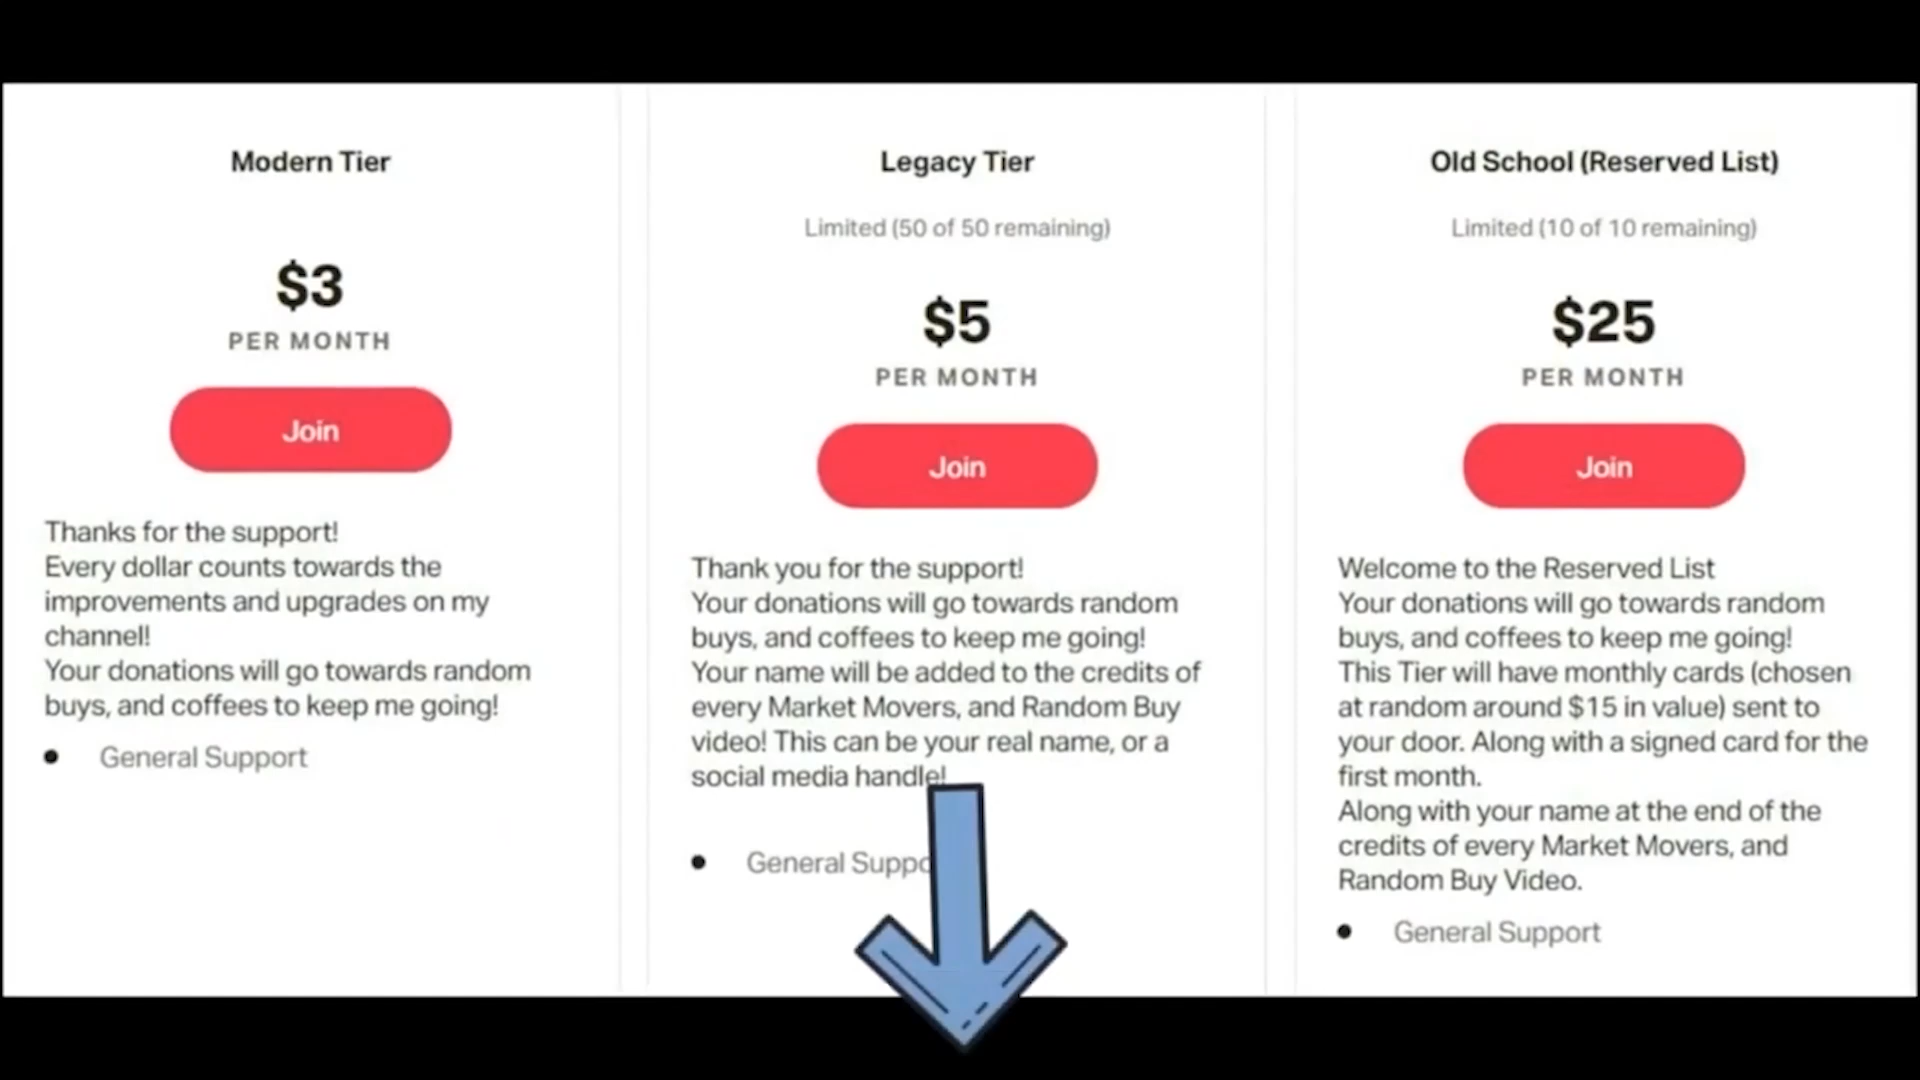 Modern Tier
$3
PER MONTH
Join
Thanks for the support!
Every dollar counts towards the
improvements and upgrades on my
channel!
Your donations will go towards random
buys, and coffees to keep me going!
General Support
Legacy Tier
Limited (50 of 50 remaining)
$5
PER MONTH
Join
Thank you for the support!
Your donations will go towards random
buys, and coffees to keep me going!
Your name will be added to the credits of
every Market Movers, and Random Buy
video! This can be your real name, or a
social media handle!
General
Old School (Reserved List)
Limited (10 of 10 remaining)
$25
PER MONTH
Join
Welcome to the Reserved List
Your donations will go towards random
buys, and coffees to keep me going!
This Tier will have monthly cards (chosen
at random around $15 in value) sent to
your door. Along with a signed card for the
first month.
Along with your name at the end of the
credits of every Market Movers, and
Random Buy Video.
General Support